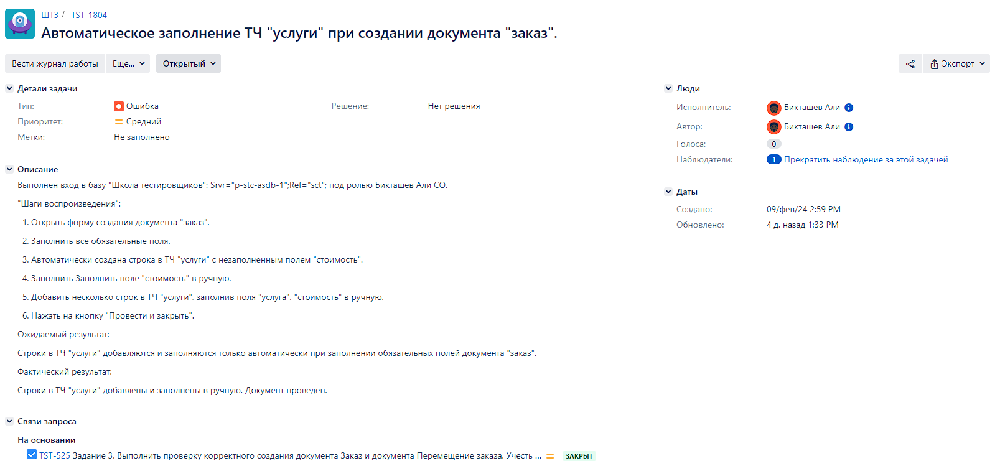 ШТЗ / TST-1804
Автоматическое заполнение ТЧ "услуги" при создании документа "заказ".
Вести журнал работы Еще... Открытый Экспорт
Детали задачи
Тип: Ошибка Решение: Нет решения
Приоритет: Средний
Метки: Не заполнено
Люди
Исполнитель: Бикташев Али
Автор: Бикташев Али
Голоса: 0
Наблюдатели: 1 Прекратить наблюдение за этой задачей
Описание
Выполнен вход в базу "Школа тестировщиков": Srvr="p-stc-asdb-1";Ref="sct"; под ролью Бикташев Али СО.
"Шаги воспроизведения":
1. Открыть форму создания документа "заказ".
2. Заполнить все обязательные поля.
3. Автоматически создана строка в ТЧ "услуги" с незаполненным полем "стоимость".
4. Заполнить Заполнить поле "стоимость" в ручную.
5. Добавить несколько строк в ТЧ "услуги", заполнив поля "услуга", "стоимость" в ручную.
6. Нажать на кнопку "Провести и закрыть".
Ожидаемый результат:
Строки в ТЧ "услуги" добавляются и заполняются только автоматически при заполнении обязательных полей документа "заказ".
Фактический результат:
Строки в ТЧ "услуги" добавлены и заполнены в ручную. Документ проведён.
Даты
Создано: 09/фев/24 2:59 PM
Обновлено: 4 д. назад 1:33 PM
Связи запроса
На основании
TST-525 Задание 3. Выполнить проверку корректного создания документа Заказ и документа Перемещение заказа. Учесть ... ЗАКРЫТ